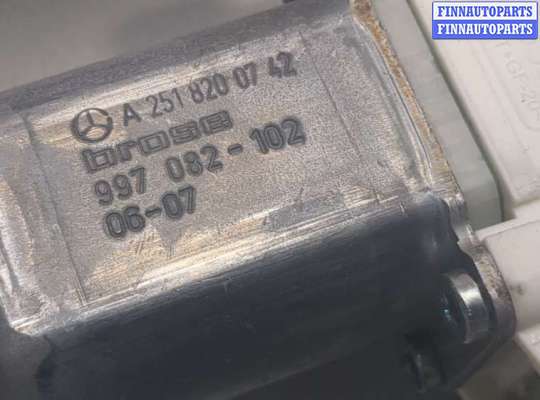 FINNAUTOPARTS
FINNAUTOPARTS
A 251 820 07 42
brose
997 082-102
06-07